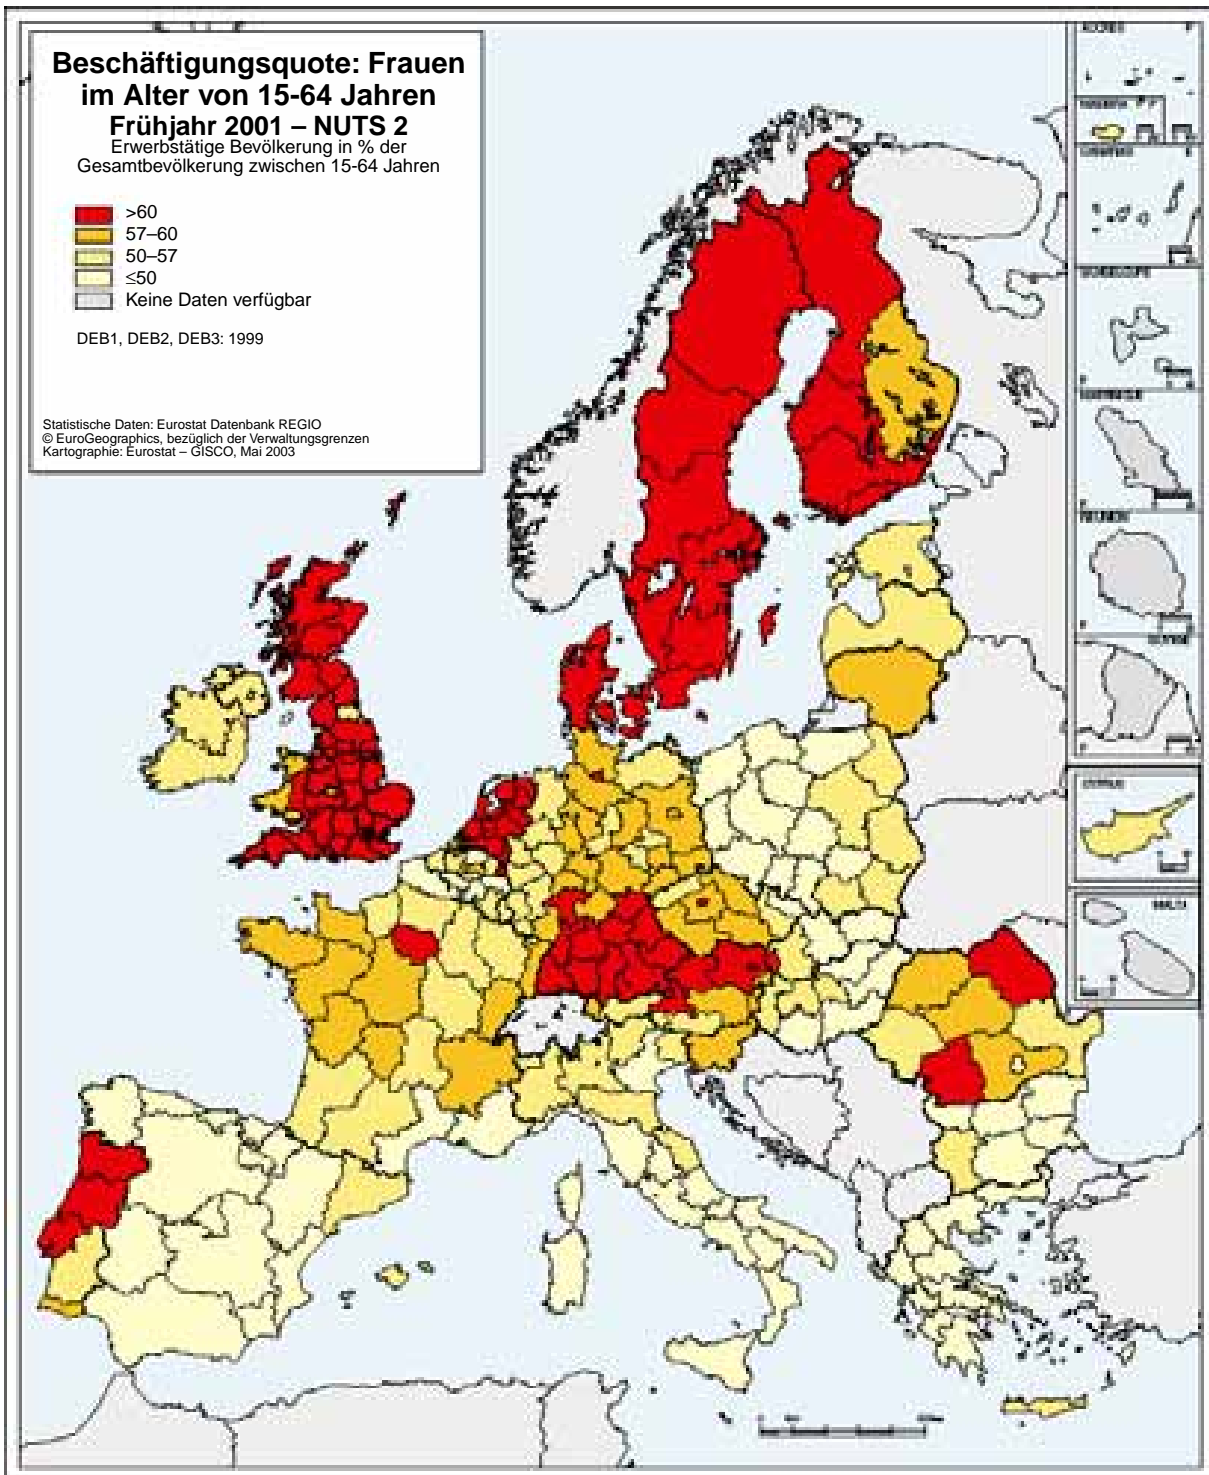 Beschäftigungsquote: Frauen
im Alter von 15-64 Jahren
Frühjahr 2001 – NUTS 2
Erwerbstätige Bevölkerung in % der
Gesamtbevölkerung zwischen 15-64 Jahren
>60
57–60
50–57
≤50
Keine Daten verfügbar
DEB1, DEB2, DEB3: 1999
Statistische Daten: Eurostat Datenbank REGIO
© EuroGeographics, bezüglich der Verwaltungsgrenzen
Kartographie: Eurostat – GISCO, Mai 2003